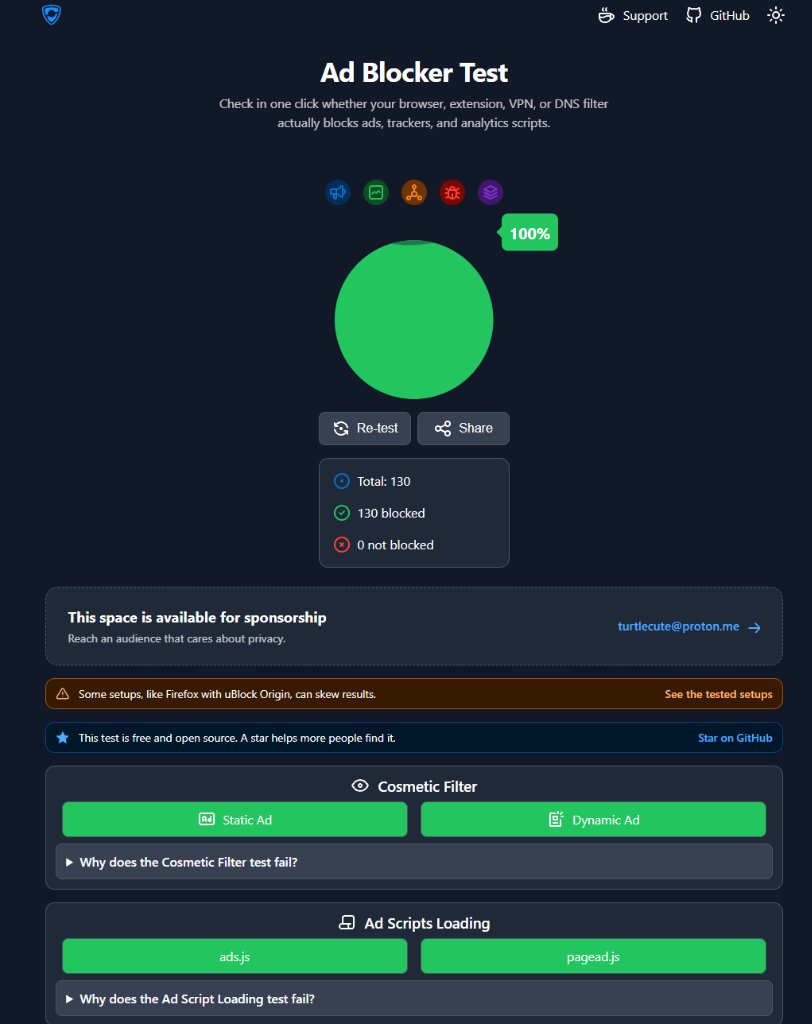 Support GitHub
Ad Blocker Test
Check in one click whether your browser, extension, VPN, or DNS filter
actually blocks ads, trackers, and analytics scripts.
100%
Re-test Share
Total: 130
130 blocked
0 not blocked
This space is available for sponsorship
Reach an audience that cares about privacy.
turtlecute@proton.me →
Some setups, like Firefox with uBlock Origin, can skew results. See the tested setups
This test is free and open source. A star helps more people find it. Star on GitHub
Cosmetic Filter
Ad Static Ad Dynamic Ad
Why does the Cosmetic Filter test fail?
Ad Scripts Loading
ads.js pagead.js
Why does the Ad Script Loading test fail?